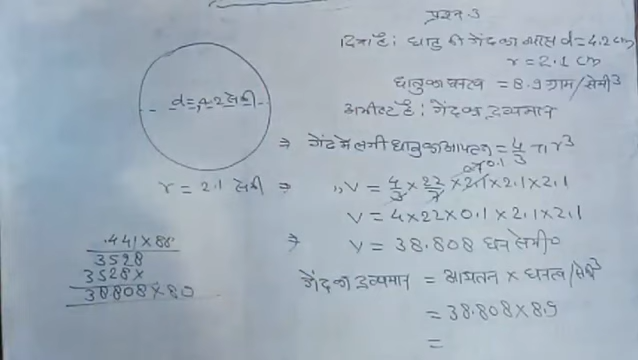 प्रश्न.3
दिया है: धातु की गेंद का व्यास d = 4.2 cm
r = 2.1 cm
धातु का घनत्व = 8.9 ग्राम/सेमी³
अभीष्ट है: गेंद का द्रव्यमान
d = 4.2 सेमी
⇒ गेंद में लगी धातु का आयतन = 4/3 π r³
r = 2.1 सेमी ⇒ ,, V = 4/3 × 22/7 × 2.1 × 2.1 × 2.1
0.1
V = 4 × 22 × 0.1 × 2.1 × 2.1
⇒ V = 38.808 घन सेमी०
.441 × 88
3528
3528×
38808 × 80
गेंद का द्रव्यमान = आयतन × घनत्व/सेमी³
= 38.808 × 8.9
=